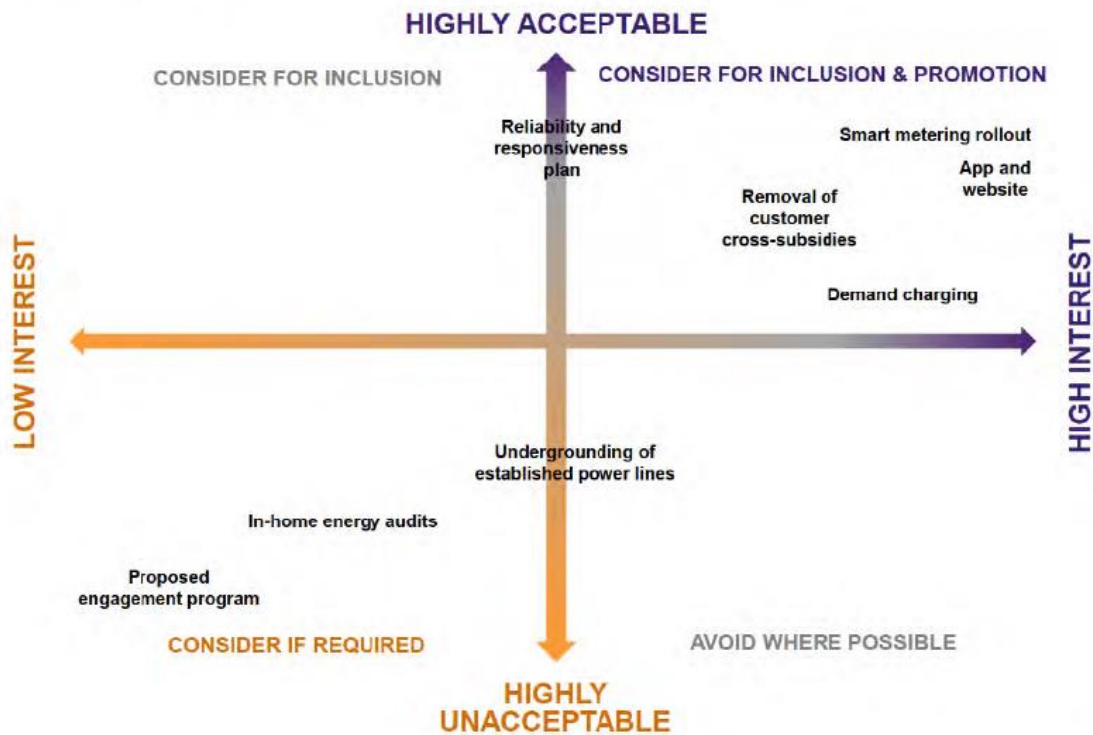 HIGHLY ACCEPTABLE
CONSIDER FOR INCLUSION
CONSIDER FOR INCLUSION & PROMOTION
Reliability and
responsiveness
plan
Smart metering rollout
App and
website
Removal of
customer
cross-subsidies
Demand charging
LOW INTEREST
HIGH INTEREST
Undergrounding of
established power lines
In-home energy audits
Proposed
engagement program
CONSIDER IF REQUIRED
AVOID WHERE POSSIBLE
HIGHLY
UNACCEPTABLE